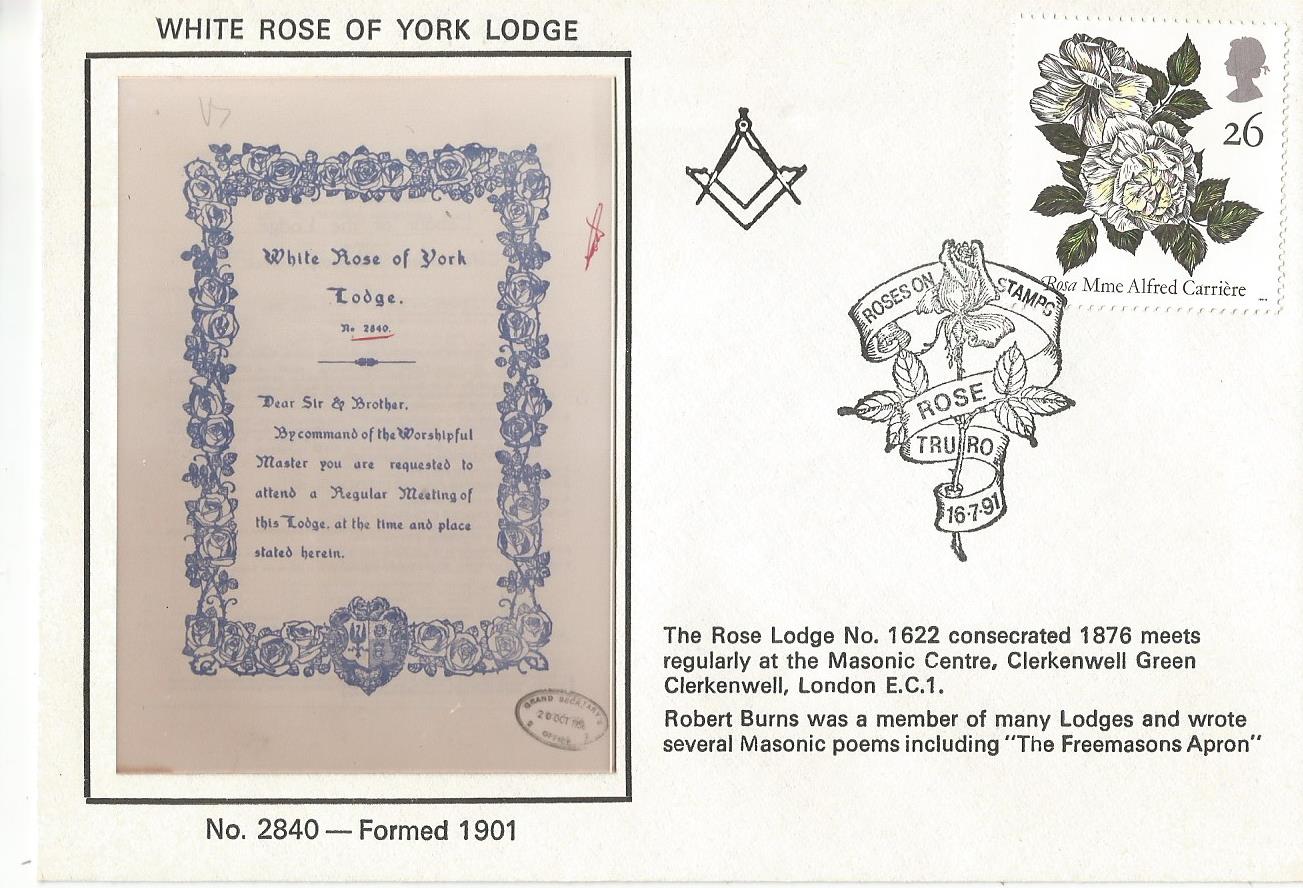 WHITE ROSE OF YORK LODGE
White Rose of York
Lodge.
No 2840.
Dear Sir & Brother,
By command of the Worshipful
Master you are requested to
attend a Regular Meeting of
this Lodge, at the time and place
stated herein.
GRAND SECRETARY'S
20 OCT
OFFICE
No. 2840 — Formed 1901
26
Rosa Mme Alfred Carrière
ROSES ON STAMPS
ROSE
TRURO
16·7·91
The Rose Lodge No. 1622 consecrated 1876 meets
regularly at the Masonic Centre, Clerkenwell Green
Clerkenwell, London E.C.1.
Robert Burns was a member of many Lodges and wrote
several Masonic poems including "The Freemasons Apron"